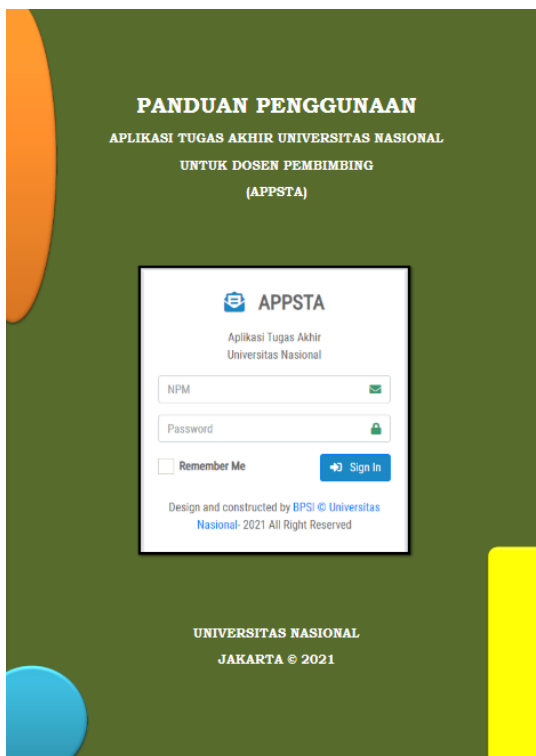 PANDUAN PENGGUNAAN
APLIKASI TUGAS AKHIR UNIVERSITAS NASIONAL
UNTUK DOSEN PEMBIMBING
(APPSTA)
APPSTA
Aplikasi Tugas Akhir
Universitas Nasional
NPM
Password
Remember Me
Sign In
Design and constructed by BPSI © Universitas
Nasional- 2021 All Right Reserved
UNIVERSITAS NASIONAL
JAKARTA © 2021